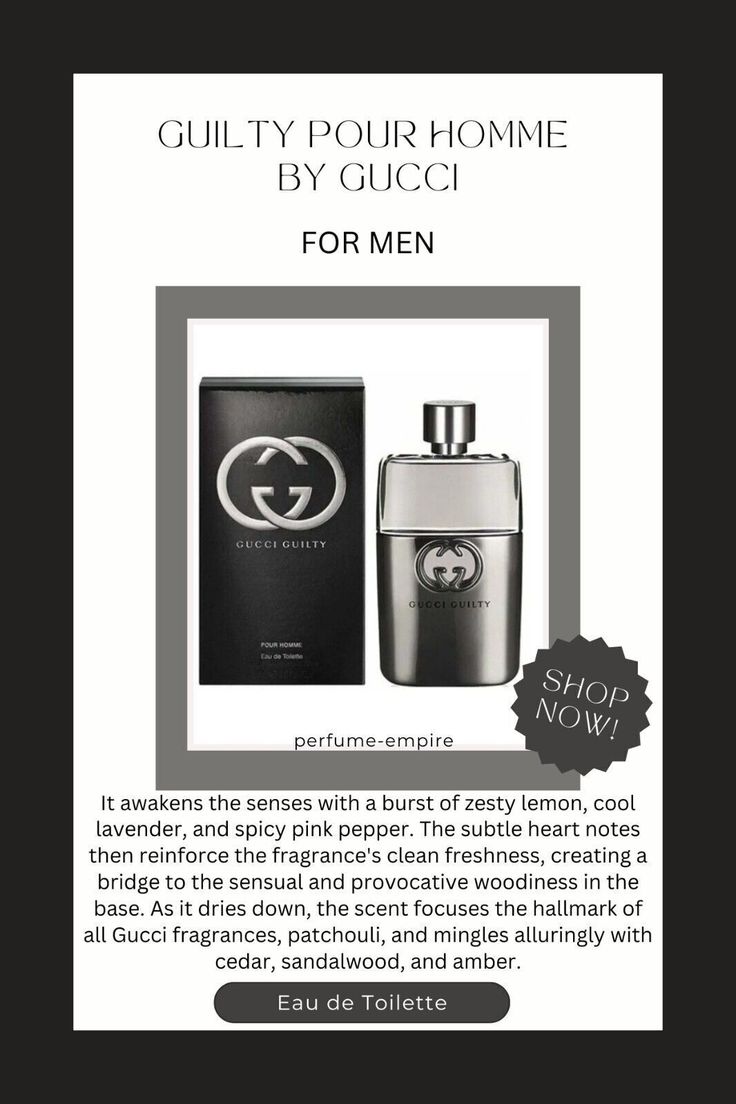 GUILTY POUR HOMME
BY GUCCI
FOR MEN
GUCCI GUILTY
POUR HOMME
Eau de Toilette
GUCCI GUILTY
SHOP
NOW!
perfume-empire
It awakens the senses with a burst of zesty lemon, cool
lavender, and spicy pink pepper. The subtle heart notes
then reinforce the fragrance's clean freshness, creating a
bridge to the sensual and provocative woodiness in the
base. As it dries down, the scent focuses the hallmark of
all Gucci fragrances, patchouli, and mingles alluringly with
cedar, sandalwood, and amber.
Eau de Toilette